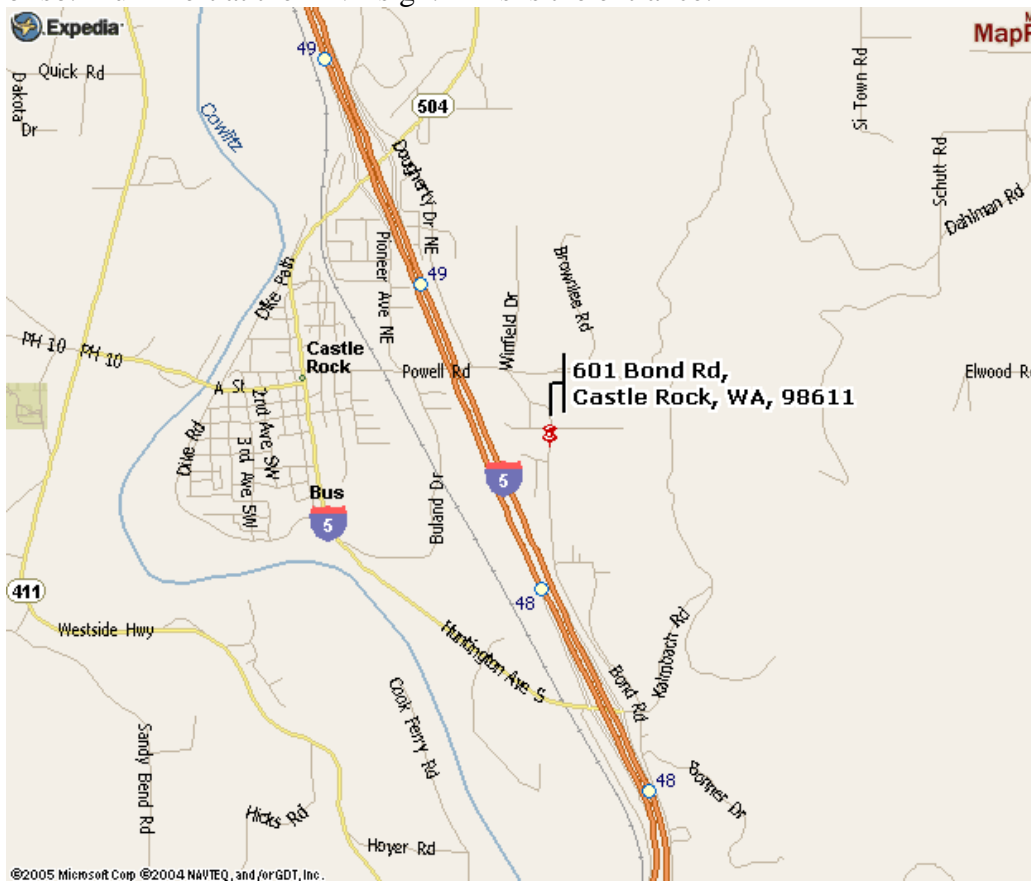 Expedia
MapP
49
Quick Rd
Dakota
Dr
504
Cowlitz
Si-Town Rd
Schutt Rd
Dahlman Rd
Dougherty Dr NE
Pioneer Ave NE
49
Dike Path
Winfield Dr
Brownlee Rd
PH 10 PH 10
Castle
Rock
Powell Rd
601 Bond Rd,
Castle Rock, WA, 98611
Elwood R
A St
2nd Ave SW
Dike Rd
3rd Ave SW
5
Buland Dr
Bus
5
411
48
Westside Hwy
Huntington Ave S
Bond Rd
Kalmbach Rd
Cook Ferry Rd
Sandy Bend Rd
48
Bonner Dr
Hicks Rd
Hoyer Rd
©2005 Microsoft Corp ©2004 NAVTEQ, and/or GDT, Inc.